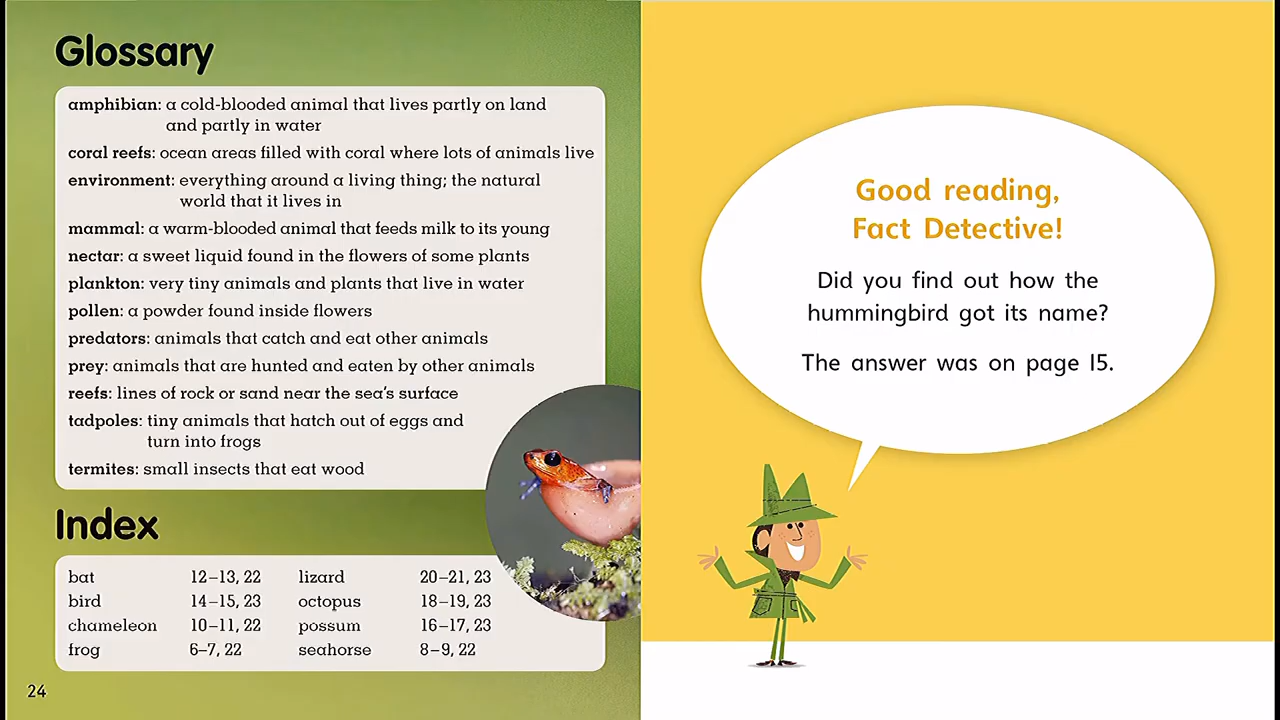 Glossary
amphibian: a cold-blooded animal that lives partly on land
and partly in water
coral reefs: ocean areas filled with coral where lots of animals live
environment: everything around a living thing; the natural
world that it lives in
mammal: a warm-blooded animal that feeds milk to its young
nectar: a sweet liquid found in the flowers of some plants
plankton: very tiny animals and plants that live in water
pollen: a powder found inside flowers
predators: animals that catch and eat other animals
prey: animals that are hunted and eaten by other animals
reefs: lines of rock or sand near the sea's surface
tadpoles: tiny animals that hatch out of eggs and
turn into frogs
termites: small insects that eat wood
Index
bat 12–13, 22 lizard 20–21, 23
bird 14–15, 23 octopus 18–19, 23
chameleon 10–11, 22 possum 16–17, 23
frog 6–7, 22 seahorse 8–9, 22
24
Good reading,
Fact Detective!
Did you find out how the
hummingbird got its name?
The answer was on page 15.